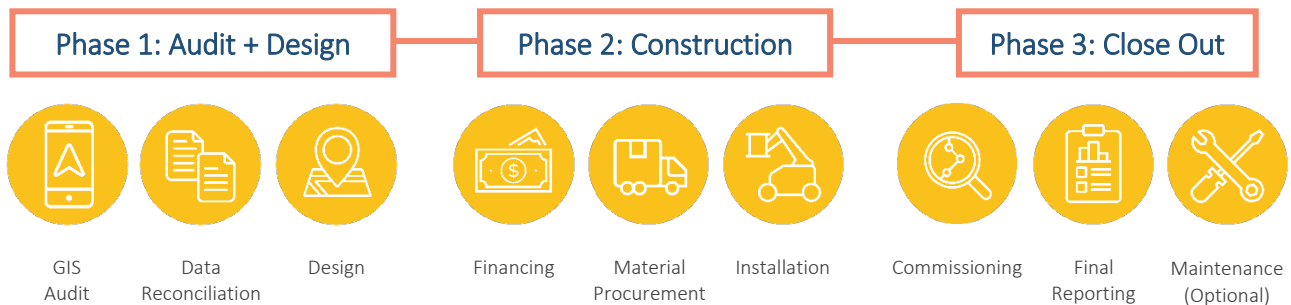 Phase 1: Audit + Design
Phase 2: Construction
Phase 3: Close Out
$
GIS
Audit
Data
Reconciliation
Design
Financing
Material
Procurement
Installation
Commissioning
Final
Reporting
Maintenance
(Optional)